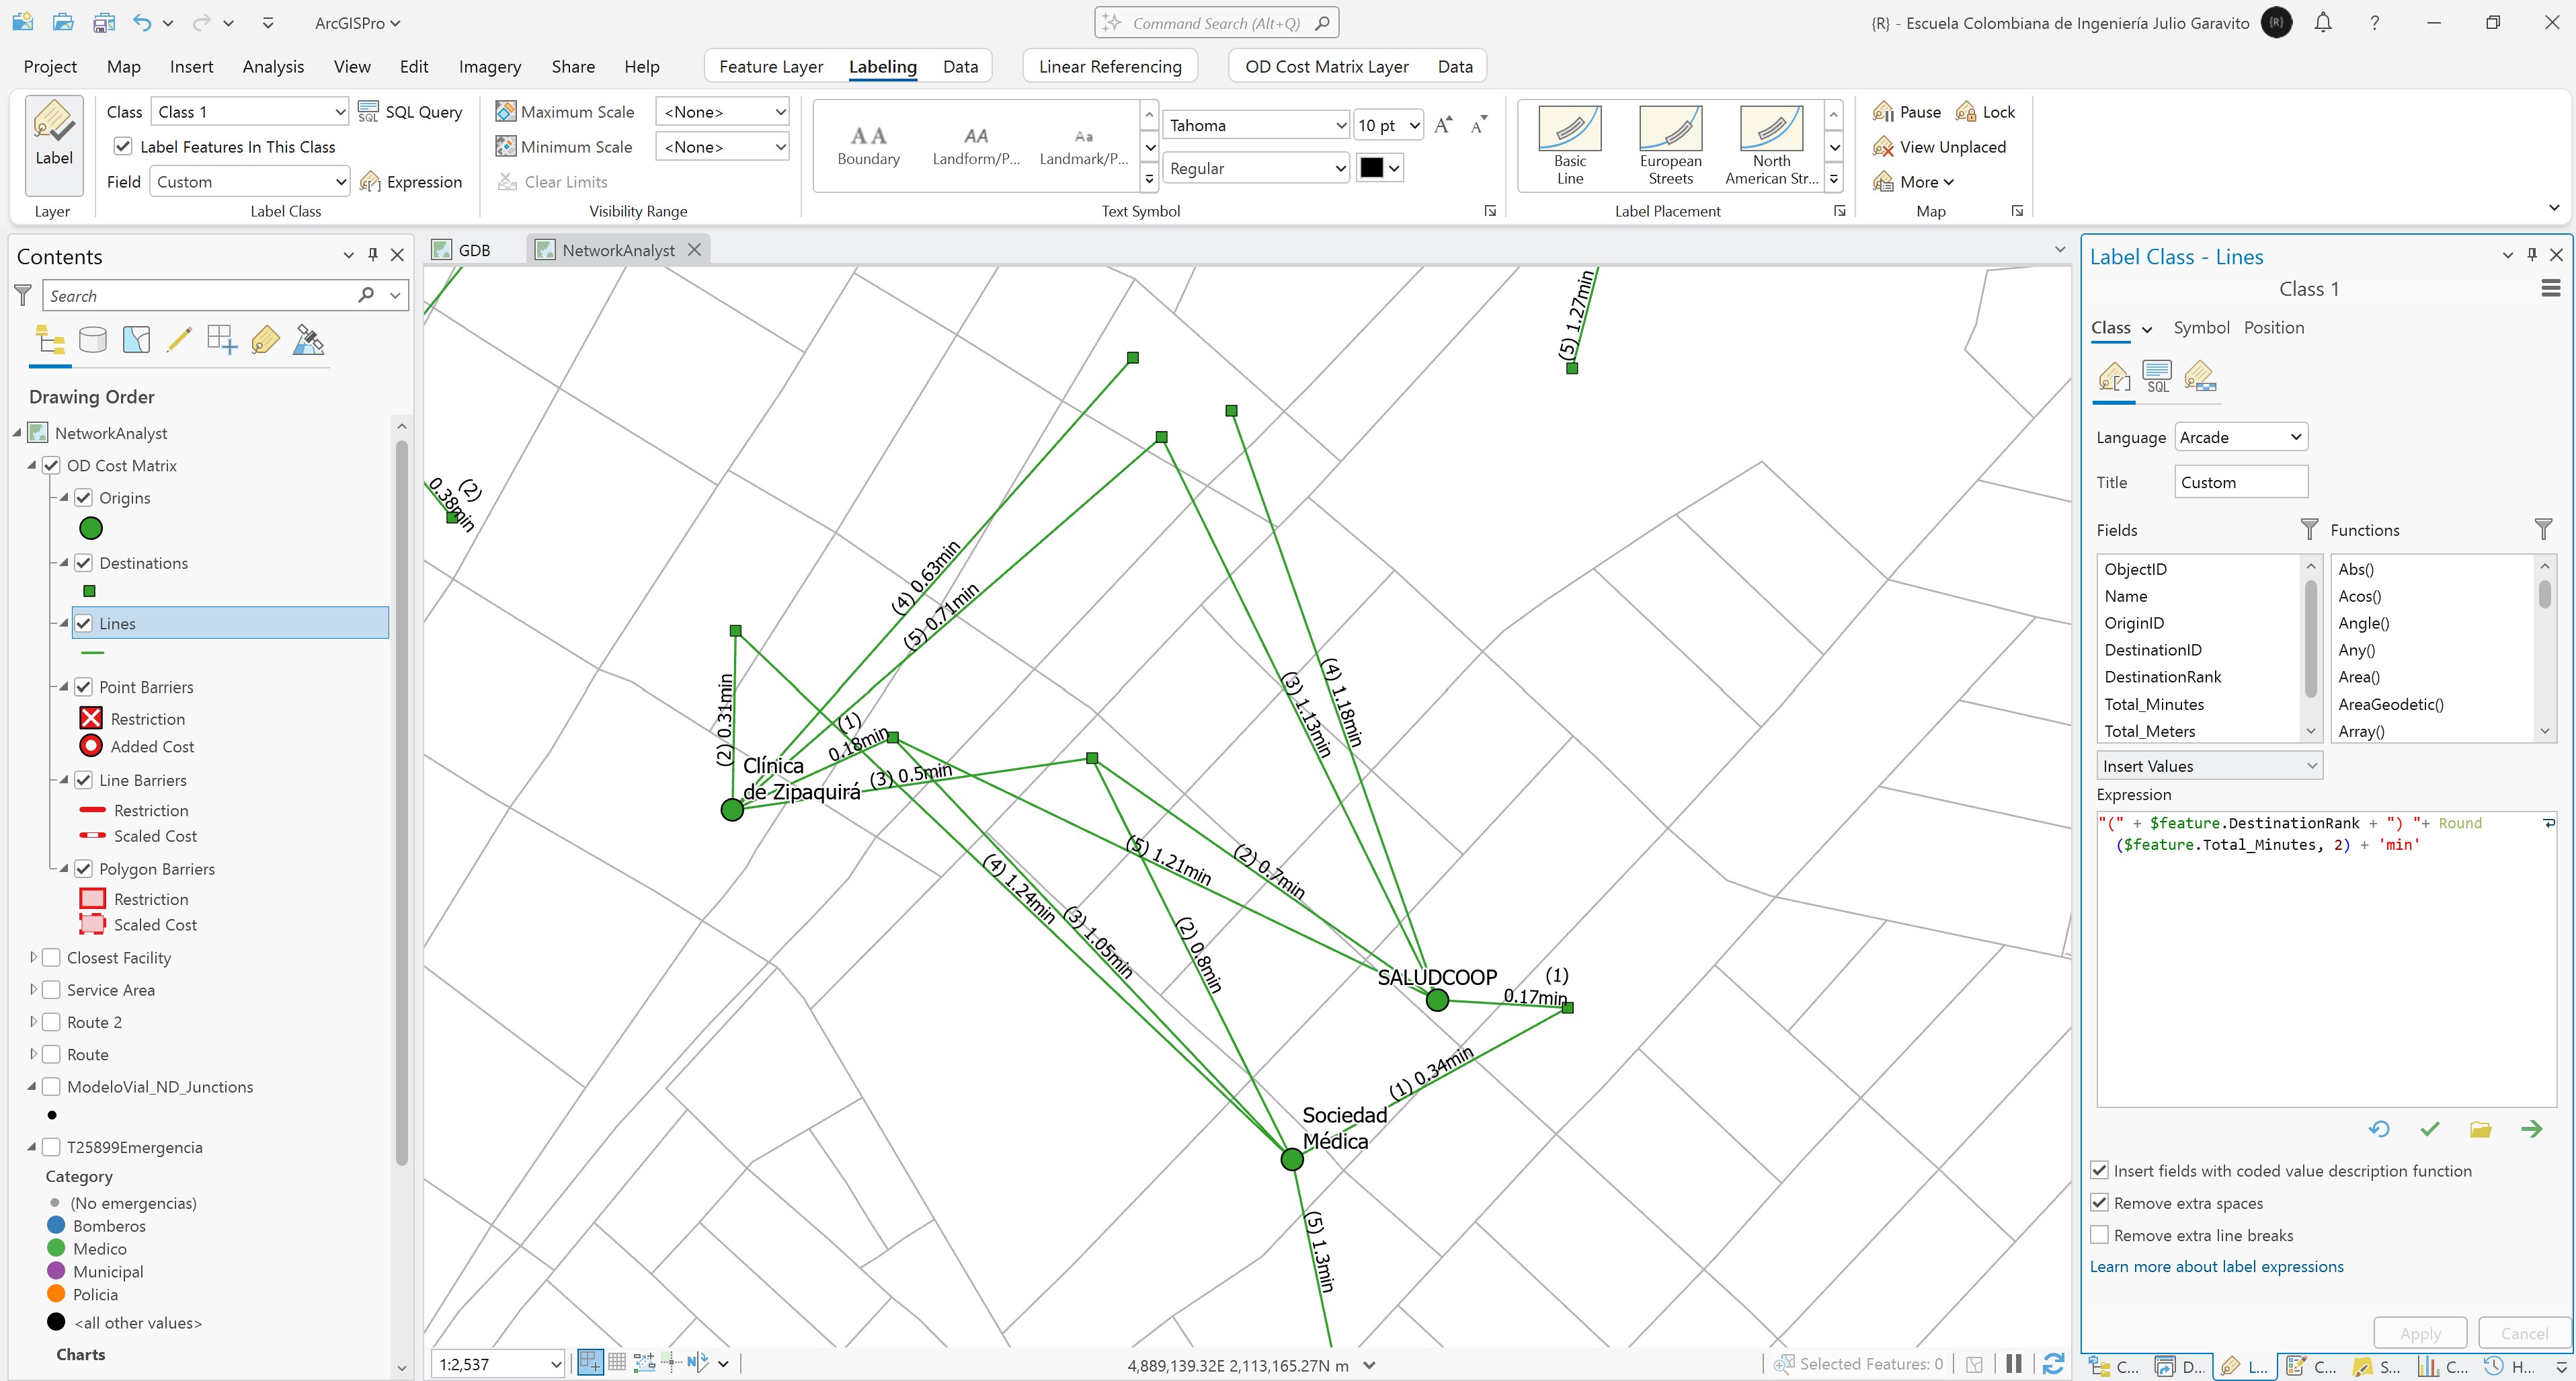 ArcGISPro
Command Search (Alt+Q)
{R} - Escuela Colombiana de Ingeniería Julio Garavito
{R}
Project Map Insert Analysis View Edit Imagery Share Help Feature Layer Labeling Data Linear Referencing OD Cost Matrix Layer Data
Label
Layer
Class Class 1 SQL SQL Query
Label Features In This Class
Field Custom Expression
Label Class
Maximum Scale <None>
Minimum Scale <None>
Clear Limits
Visibility Range
AA Boundary
AA Landform/P...
Aa Landmark/P...
Tahoma 10 pt
Regular
Text Symbol
Basic Line
European Streets
North American Str...
Label Placement
Pause Lock
View Unplaced
More
Map
Contents
Search
Drawing Order
NetworkAnalyst
OD Cost Matrix
Origins
Destinations
Lines
Point Barriers
Restriction
Added Cost
Line Barriers
Restriction
Scaled Cost
Polygon Barriers
Restriction
Scaled Cost
Closest Facility
Service Area
Route 2
Route
ModeloVial_ND_Junctions
T25899Emergencia
Category
(No emergencias)
Bomberos
Medico
Municipal
Policia
<all other values>
Charts
GDB
NetworkAnalyst
(5) 1.27min
(2)
0.38min
(4) 0.63min
(5) 0.71min
(2) 0.31min
(1)
0.18min
(3) 0.5min
Clínica
de Zipaquirá
(3) 1.13min
(4) 1.18min
(5) 1.21min
(2) 0.7min
(4) 1.24min
(3) 1.05min
(2) 0.8min
SALUDCOOP
(1)
0.17min
(1) 0.34min
Sociedad
Médica
(5) 1.3min
1:2,537
4,889,139.32E 2,113,165.27N m
Selected Features: 0
Label Class - Lines
Class 1
Class Symbol Position
SQL
Language Arcade
Title Custom
Fields
ObjectID
Name
OriginID
DestinationID
DestinationRank
Total_Minutes
Total_Meters
Functions
Abs()
Acos()
Angle()
Any()
Area()
AreaGeodetic()
Array()
Insert Values
Expression
"(" + $feature.DestinationRank + ") "+ Round
($feature.Total_Minutes, 2) + 'min'
Insert fields with coded value description function
Remove extra spaces
Remove extra line breaks
Learn more about label expressions
Apply Cancel
C... D... L... C... S... C... H...